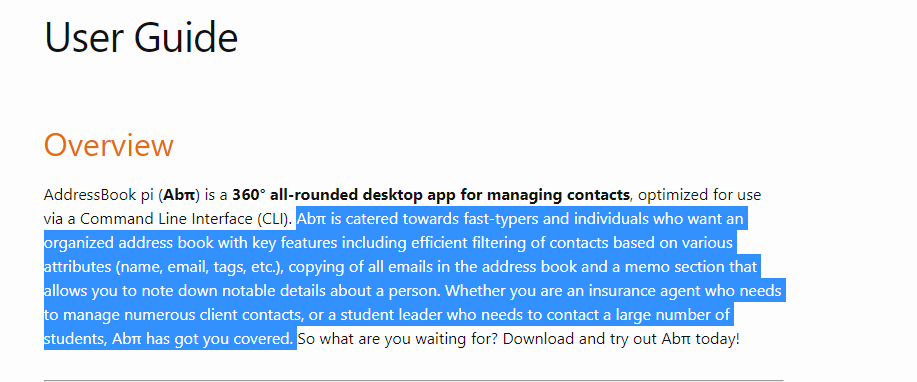 User Guide
Overview
AddressBook pi (Abπ) is a 360° all-rounded desktop app for managing contacts, optimized for use
via a Command Line Interface (CLI). Abπ is catered towards fast-typers and individuals who want an
organized address book with key features including efficient filtering of contacts based on various
attributes (name, email, tags, etc.), copying of all emails in the address book and a memo section that
allows you to note down notable details about a person. Whether you are an insurance agent who needs
to manage numerous client contacts, or a student leader who needs to contact a large number of
students, Abπ has got you covered. So what are you waiting for? Download and try out Abπ today!